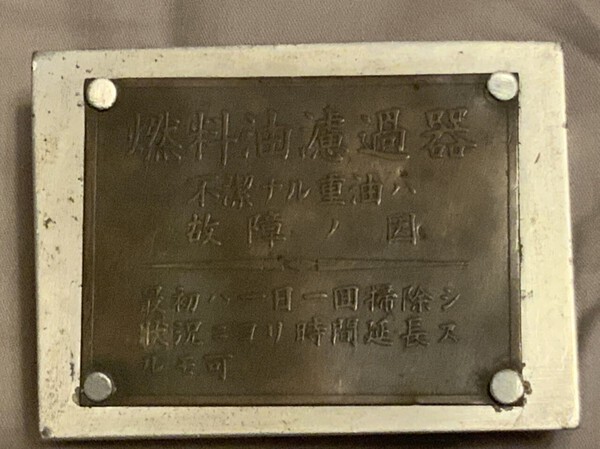 燃料油濾過器
不潔ナル重油ハ
故障ノ因
最初ハ一日一回掃除シ
状況ニヨリ時間延長ス
ルモ可